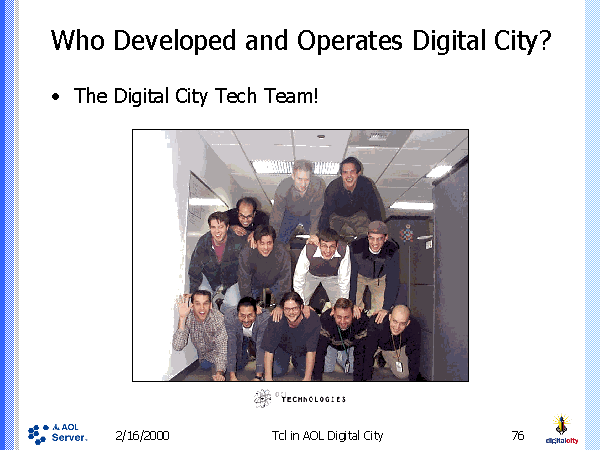 Who Developed and Operates Digital City?
• The Digital City Tech Team!
TECHNOLOGIES
AOL
Server.
2/16/2000
Tcl in AOL Digital City
76
digitalcity